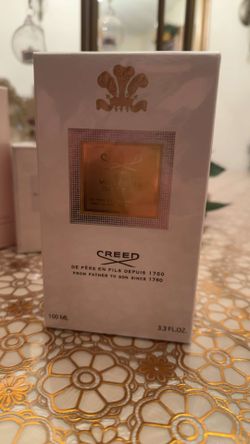 CREED
CREED
DE PÈRE EN FILS DEPUIS 1760
FROM FATHER TO SON SINCE 1760
100 ML
3.3 FL.OZ.